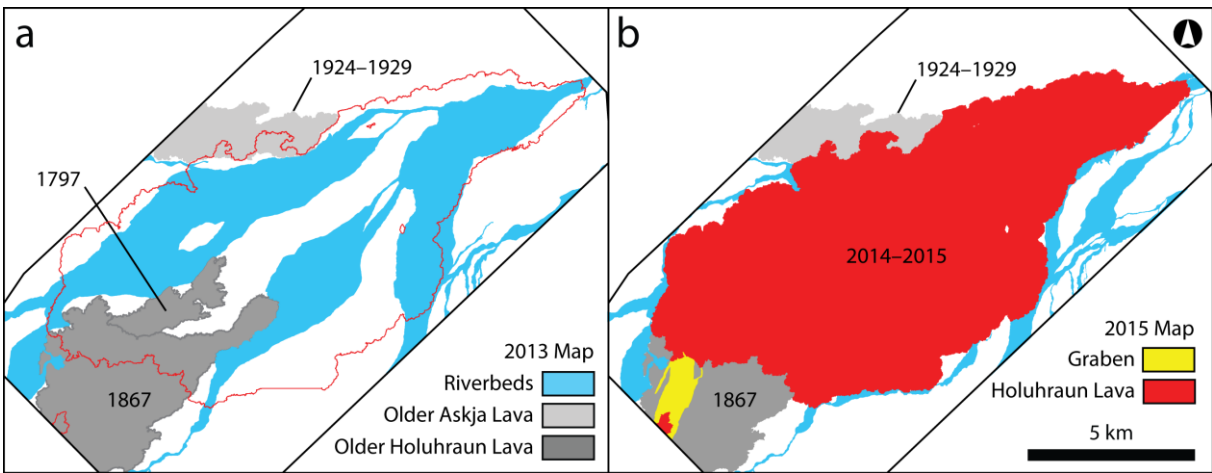 a
1924–1929
1797
1867
2013 Map
Riverbeds
Older Askja Lava
Older Holuhraun Lava
b
1924–1929
2014–2015
1867
2015 Map
Graben
Holuhraun Lava
5 km